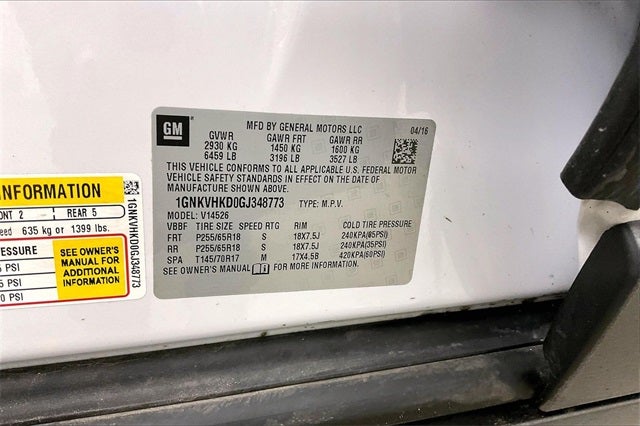 GM
MFD BY GENERAL MOTORS LLC 04/16
GVWR GAWR FRT GAWR RR
2930 KG 1450 KG 1600 KG
6459 LB 3196 LB 3527 LB
THIS VEHICLE CONFORMS TO ALL APPLICABLE U.S. FEDERAL MOTOR
VEHICLE SAFETY STANDARDS IN EFFECT ON THE DATE OF
MANUFACTURE SHOWN ABOVE.
1GNKVHKD0GJ348773 TYPE: M.P.V.
MODEL: V14526
VBBF TIRE SIZE SPEED RTG RIM COLD TIRE PRESSURE
FRT P255/65R18 S 18X7.5J 240KPA(35PSI)
RR P255/65R18 S 18X7.5J 240KPA(35PSI)
SPA T145/70R17 M 17X4.5B 420KPA(60PSI)
SEE OWNER'S MANUAL FOR MORE INFORMATION.
INFORMATION
2 REAR 5
635 kg or 1399 lbs.
SEE OWNER'S
MANUAL FOR
ADDITIONAL
INFORMATION
PSI
PSI
PSI
1GNKVHKD0GJ348773